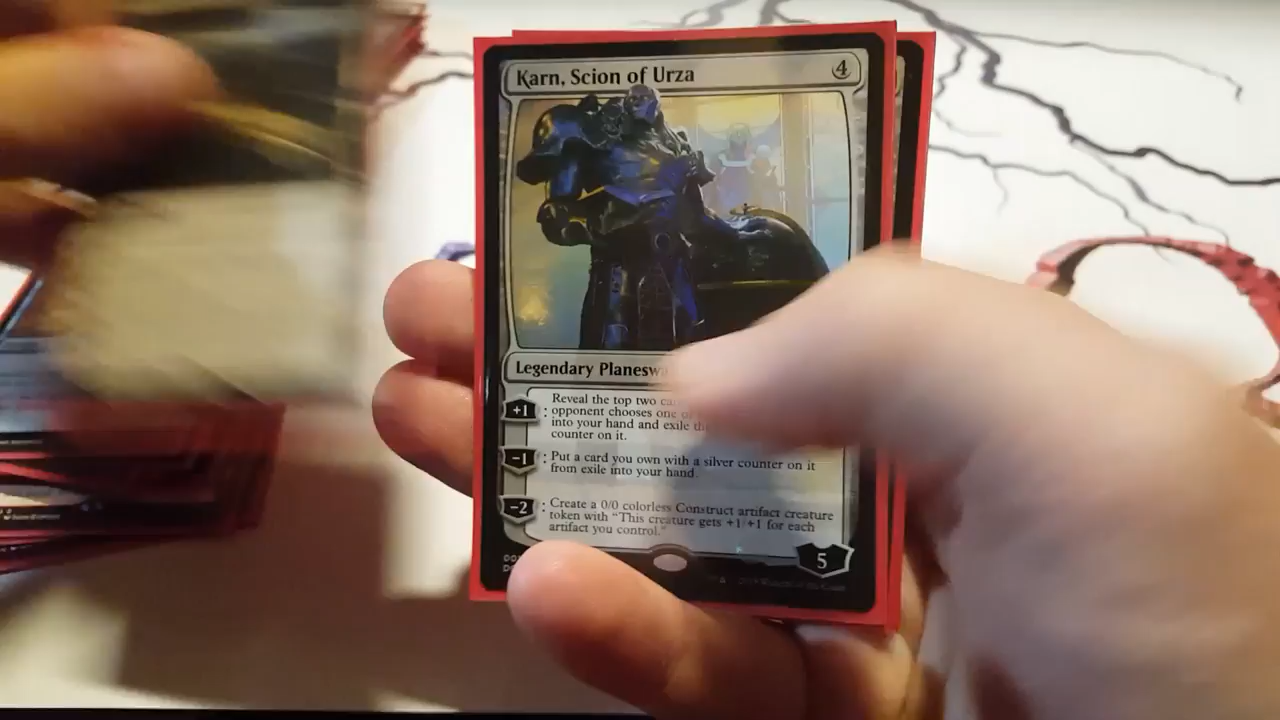 Karn, Scion of Urza
4
Legendary Planesw
+1 : Reveal the top two ca
opponent chooses one of
into your hand and exile th
counter on it.
-1 : Put a card you own with a silver counter on it
from exile into your hand.
-2 : Create a 0/0 colorless Construct artifact creature
token with "This creature gets +1/+1 for each
artifact you control."
5